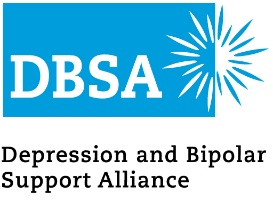 DBSA
Depression and Bipolar
Support Alliance